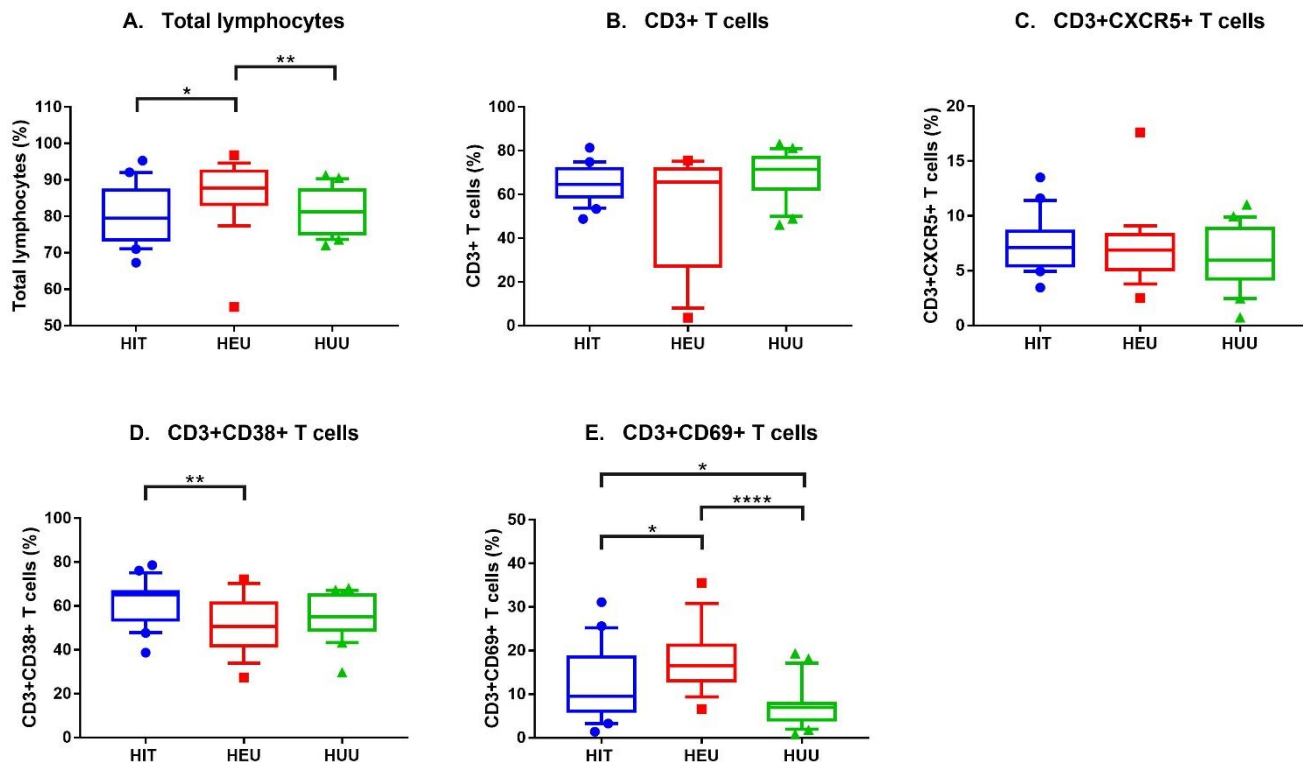 A. Total lymphocytes
**
*
Total lymphocytes (%)
110
100
90
80
70
60
50
HIT HEU HUU
B. CD3+ T cells
CD3+ T cells (%)
100
80
60
40
20
0
HIT HEU HUU
C. CD3+CXCR5+ T cells
CD3+CXCR5+ T cells (%)
20
15
10
5
0
HIT HEU HUU
D. CD3+CD38+ T cells
**
CD3+CD38+ T cells (%)
100
80
60
40
20
0
HIT HEU HUU
E. CD3+CD69+ T cells
*
****
*
CD3+CD69+ T cells (%)
50
40
30
20
10
0
HIT HEU HUU